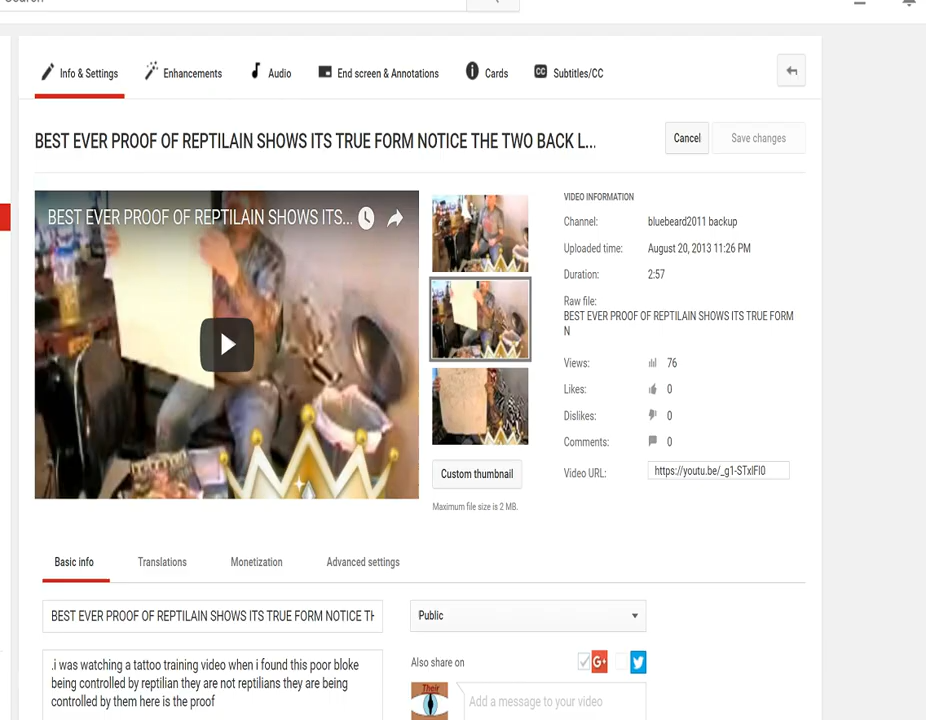 Info & Settings
Enhancements
Audio
End screen & Annotations
Cards
CC
Subtitles/CC
BEST EVER PROOF OF REPTILAIN SHOWS ITS TRUE FORM NOTICE THE TWO BACK L...
Cancel
Save changes
BEST EVER PROOF OF REPTILAIN SHOWS ITS...
Custom thumbnail
Maximum file size is 2 MB.
VIDEO INFORMATION
Channel: bluebeard2011 backup
Uploaded time: August 20, 2013 11:26 PM
Duration: 2:57
Raw file:
BEST EVER PROOF OF REPTILAIN SHOWS ITS TRUE FORM
N
Views: 76
Likes: 0
Dislikes: 0
Comments: 0
Video URL: https://youtu.be/_g1-STxIFI0
Basic info
Translations
Monetization
Advanced settings
BEST EVER PROOF OF REPTILAIN SHOWS ITS TRUE FORM NOTICE TH
.i was watching a tattoo training video when i found this poor bloke
being controlled by reptilian they are not reptilians they are being
controlled by them here is the proof
Public
Also share on
G+
Their
Add a message to your video